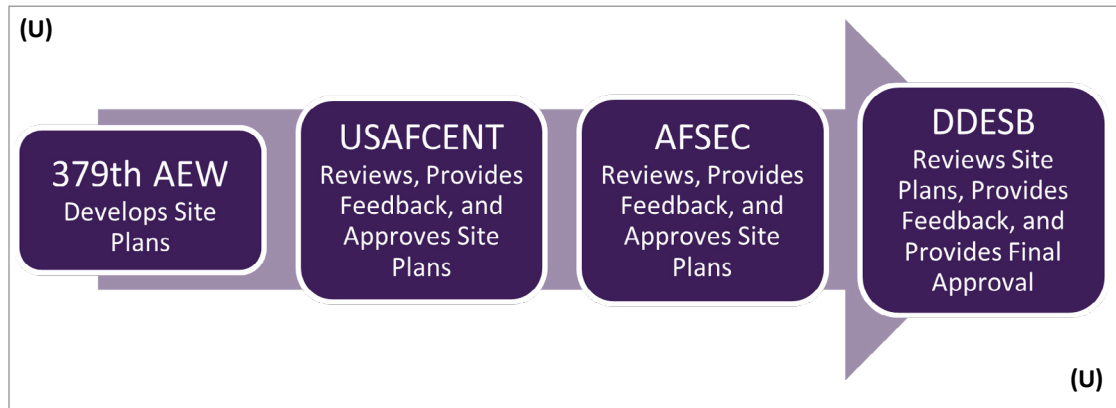 (U)
379th AEW
Develops Site
Plans
USAFCENT
Reviews, Provides
Feedback, and
Approves Site
Plans
AFSEC
Reviews, Provides
Feedback, and
Approves Site
Plans
DDESB
Reviews Site
Plans, Provides
Feedback, and
Provides Final
Approval
(U)